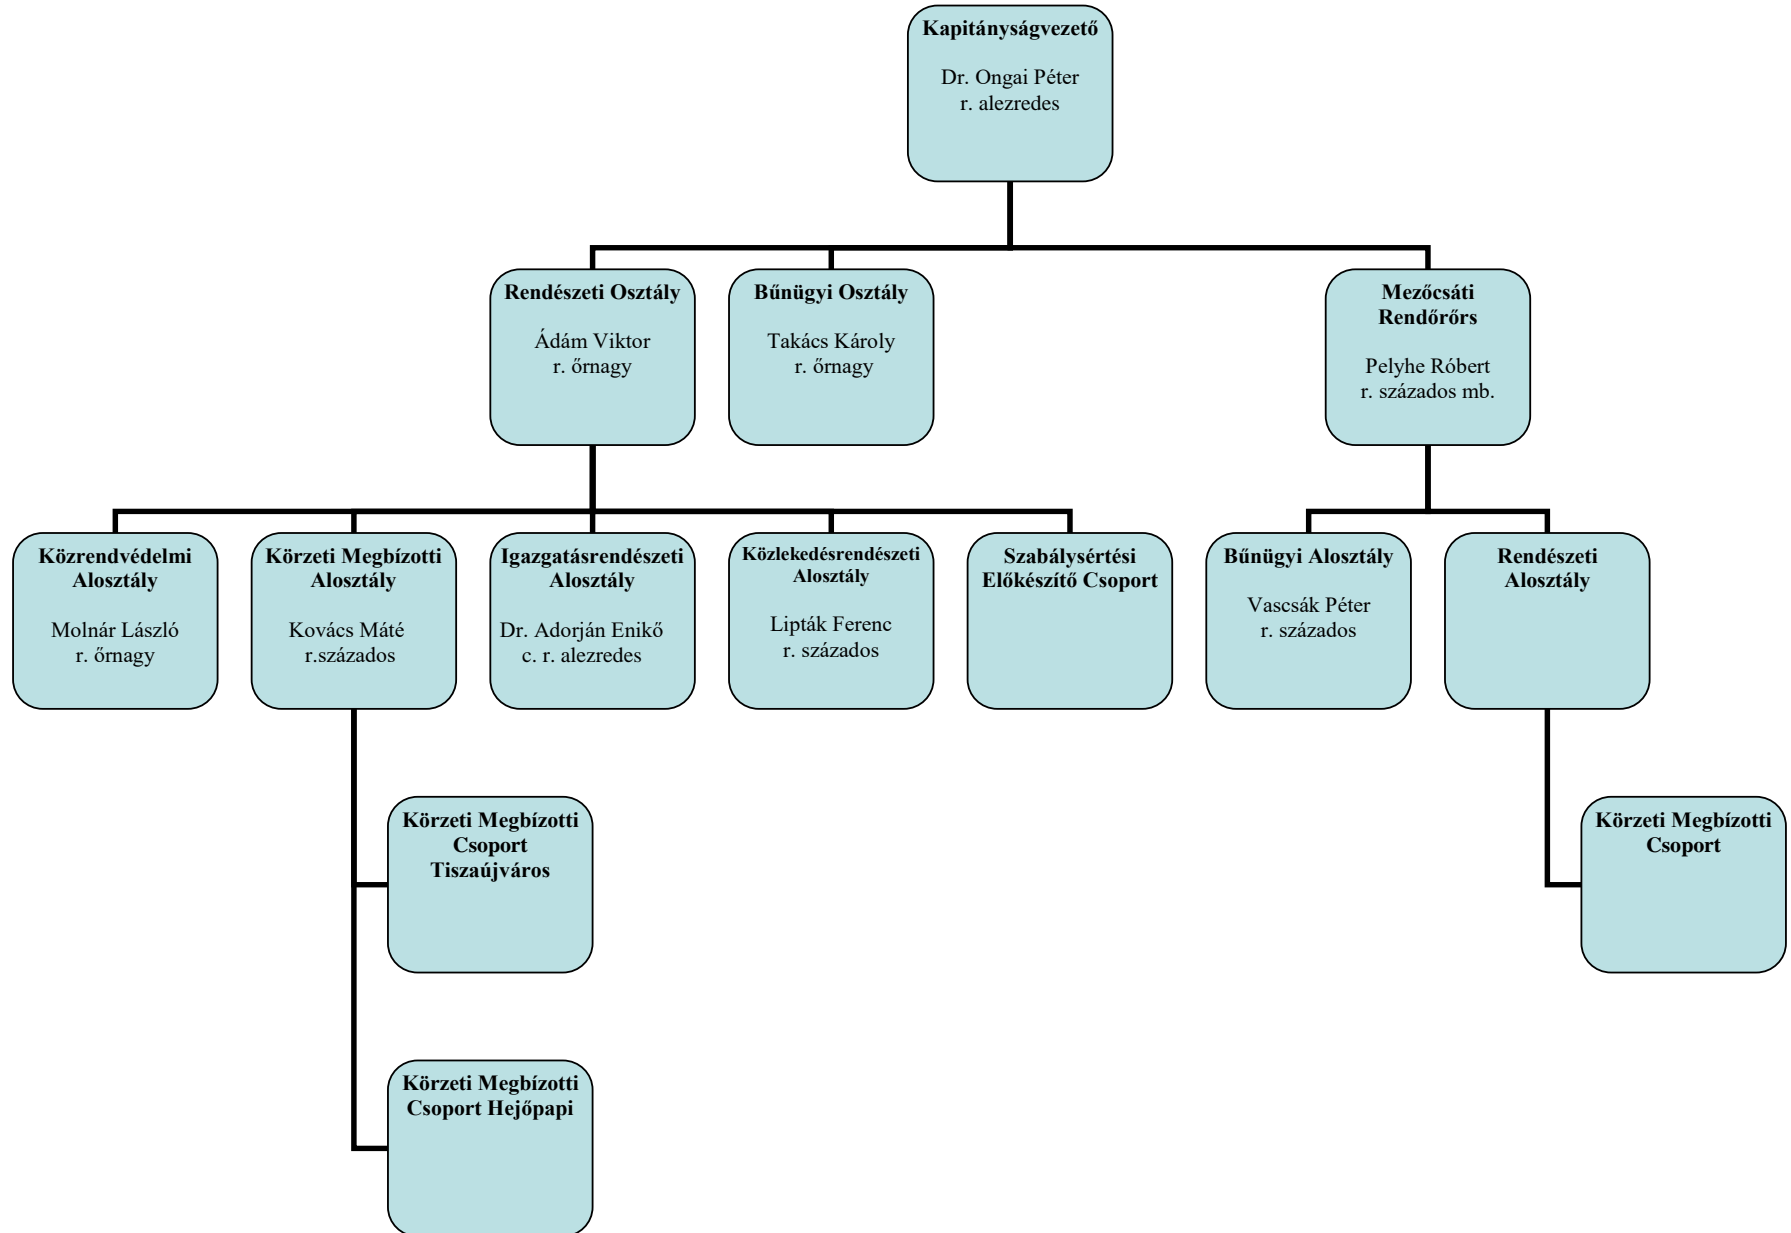 Kapitányságvezető
Dr. Ongai Péter
r. alezredes
Rendészeti Osztály
Ádám Viktor
r. őrnagy
Bűnügyi Osztály
Takács Károly
r. őrnagy
Mezőcsáti
Rendőrőrs
Pelyhe Róbert
r. százados mb.
Közrendvédelmi
Alosztály
Molnár László
r. őrnagy
Körzeti Megbízotti
Alosztály
Kovács Máté
r.százados
Igazgatásrendészeti
Alosztály
Dr. Adorján Enikő
c. r. alezredes
Közlekedésrendészeti
Alosztály
Lipták Ferenc
r. százados
Szabálysértési
Előkészítő Csoport
Bűnügyi Alosztály
Vascsák Péter
r. százados
Rendészeti
Alosztály
Körzeti Megbízotti
Csoport
Tiszaújváros
Körzeti Megbízotti
Csoport
Körzeti Megbízotti
Csoport Hejőpapi